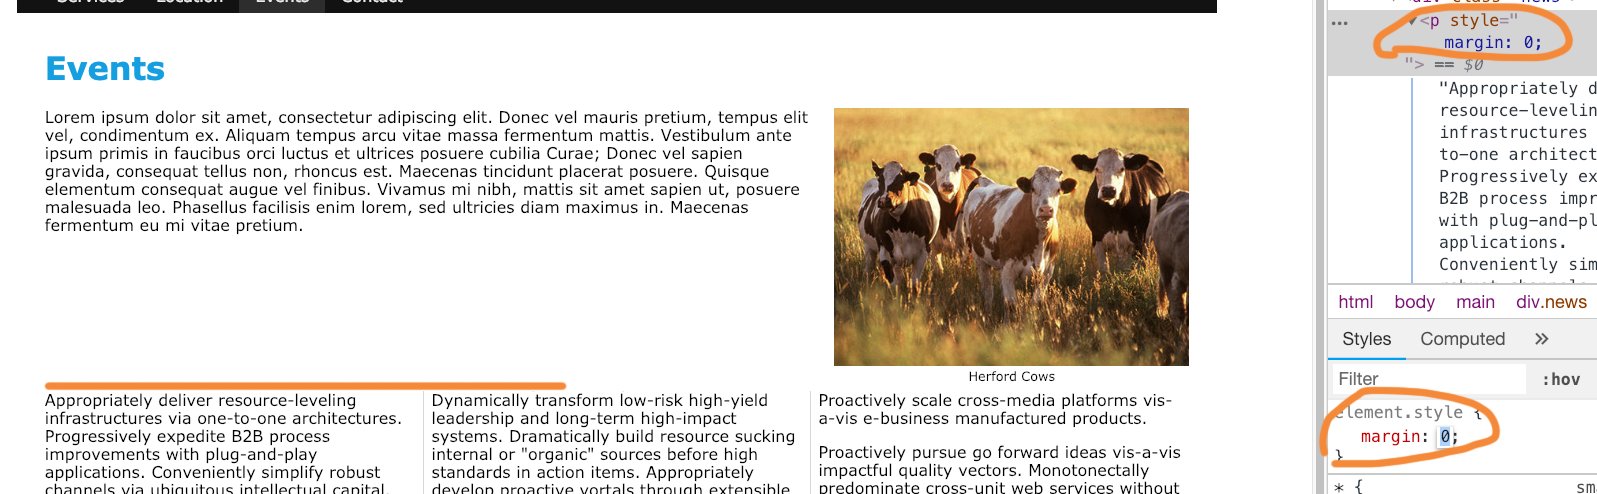 Services Location Events Contact
Events
Lorem ipsum dolor sit amet, consectetur adipiscing elit. Donec vel mauris pretium, tempus elit
vel, condimentum ex. Aliquam tempus arcu vitae massa fermentum mattis. Vestibulum ante
ipsum primis in faucibus orci luctus et ultrices posuere cubilia Curae; Donec vel sapien
gravida, consequat tellus non, rhoncus est. Maecenas tincidunt placerat posuere. Quisque
elementum consequat augue vel finibus. Vivamus mi nibh, mattis sit amet sapien ut, posuere
malesuada leo. Phasellus facilisis enim lorem, sed ultricies diam maximus in. Maecenas
fermentum eu mi vitae pretium.
Herford Cows
Appropriately deliver resource-leveling
infrastructures via one-to-one architectures.
Progressively expedite B2B process
improvements with plug-and-play
applications. Conveniently simplify robust
channels via ubiquitous intellectual capital.
Dynamically transform low-risk high-yield
leadership and long-term high-impact
systems. Dramatically build resource sucking
internal or "organic" sources before high
standards in action items. Appropriately
develop proactive vortals through extensible
Proactively scale cross-media platforms vis-
a-vis e-business manufactured products.
Proactively pursue go forward ideas vis-a-vis
impactful quality vectors. Monotonectally
predominate cross-unit web services without
<div class="news">
... ▼<p style="
margin: 0;
"> == $0
"Appropriately d
resource-levelin
infrastructures
to-one architect
Progressively ex
B2B process impr
with plug-and-pl
applications.
Conveniently sim
html body main div.news
Styles Computed »
Filter :hov
element.style {
margin: 0;
}
* { sm